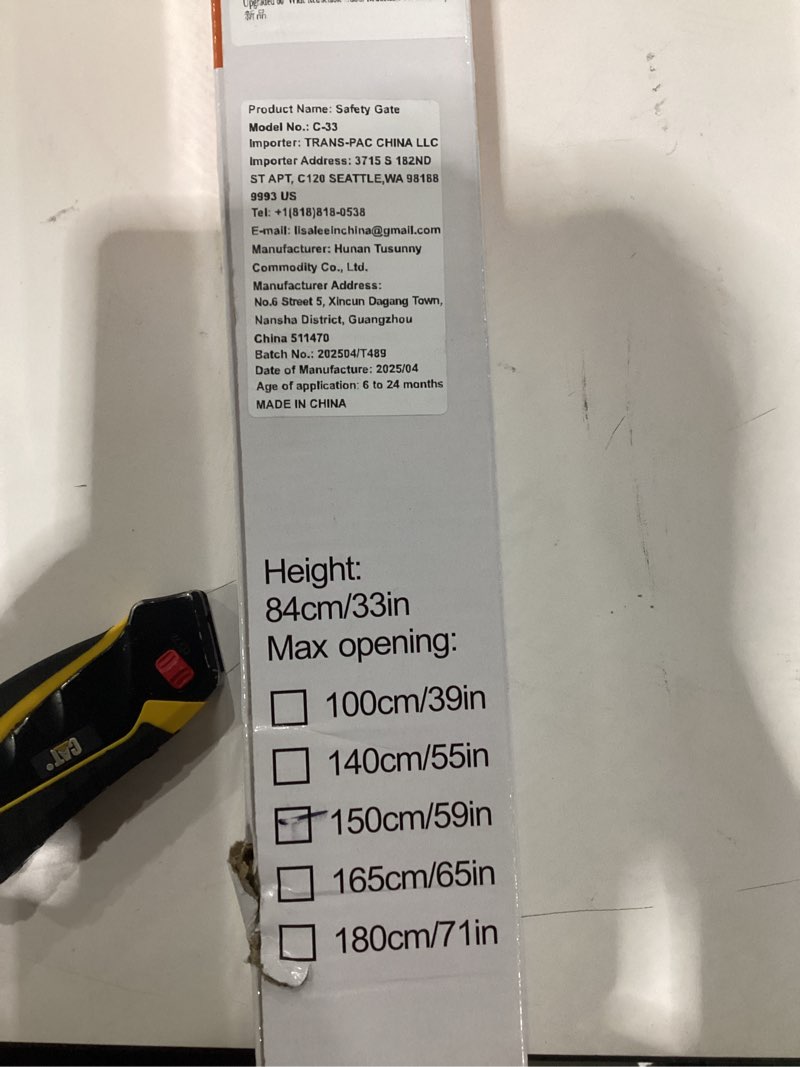 Upgraded
新品
Product Name: Safety Gate
Model No.: C-33
Importer: TRANS-PAC CHINA LLC
Importer Address: 3715 S 182ND
ST APT, C120 SEATTLE,WA 98188
9993 US
Tel: +1(818)818-0538
E-mail: lisaleeinchina@gmail.com
Manufacturer: Hunan Tusunny
Commodity Co., Ltd.
Manufacturer Address:
No.6 Street 5, Xincun Dagang Town,
Nansha District, Guangzhou
China 511470
Batch No.: 202504/T489
Date of Manufacture: 2025/04
Age of application: 6 to 24 months
MADE IN CHINA
Height:
84cm/33in
Max opening:
100cm/39in
140cm/55in
150cm/59in
165cm/65in
180cm/71in
CAT